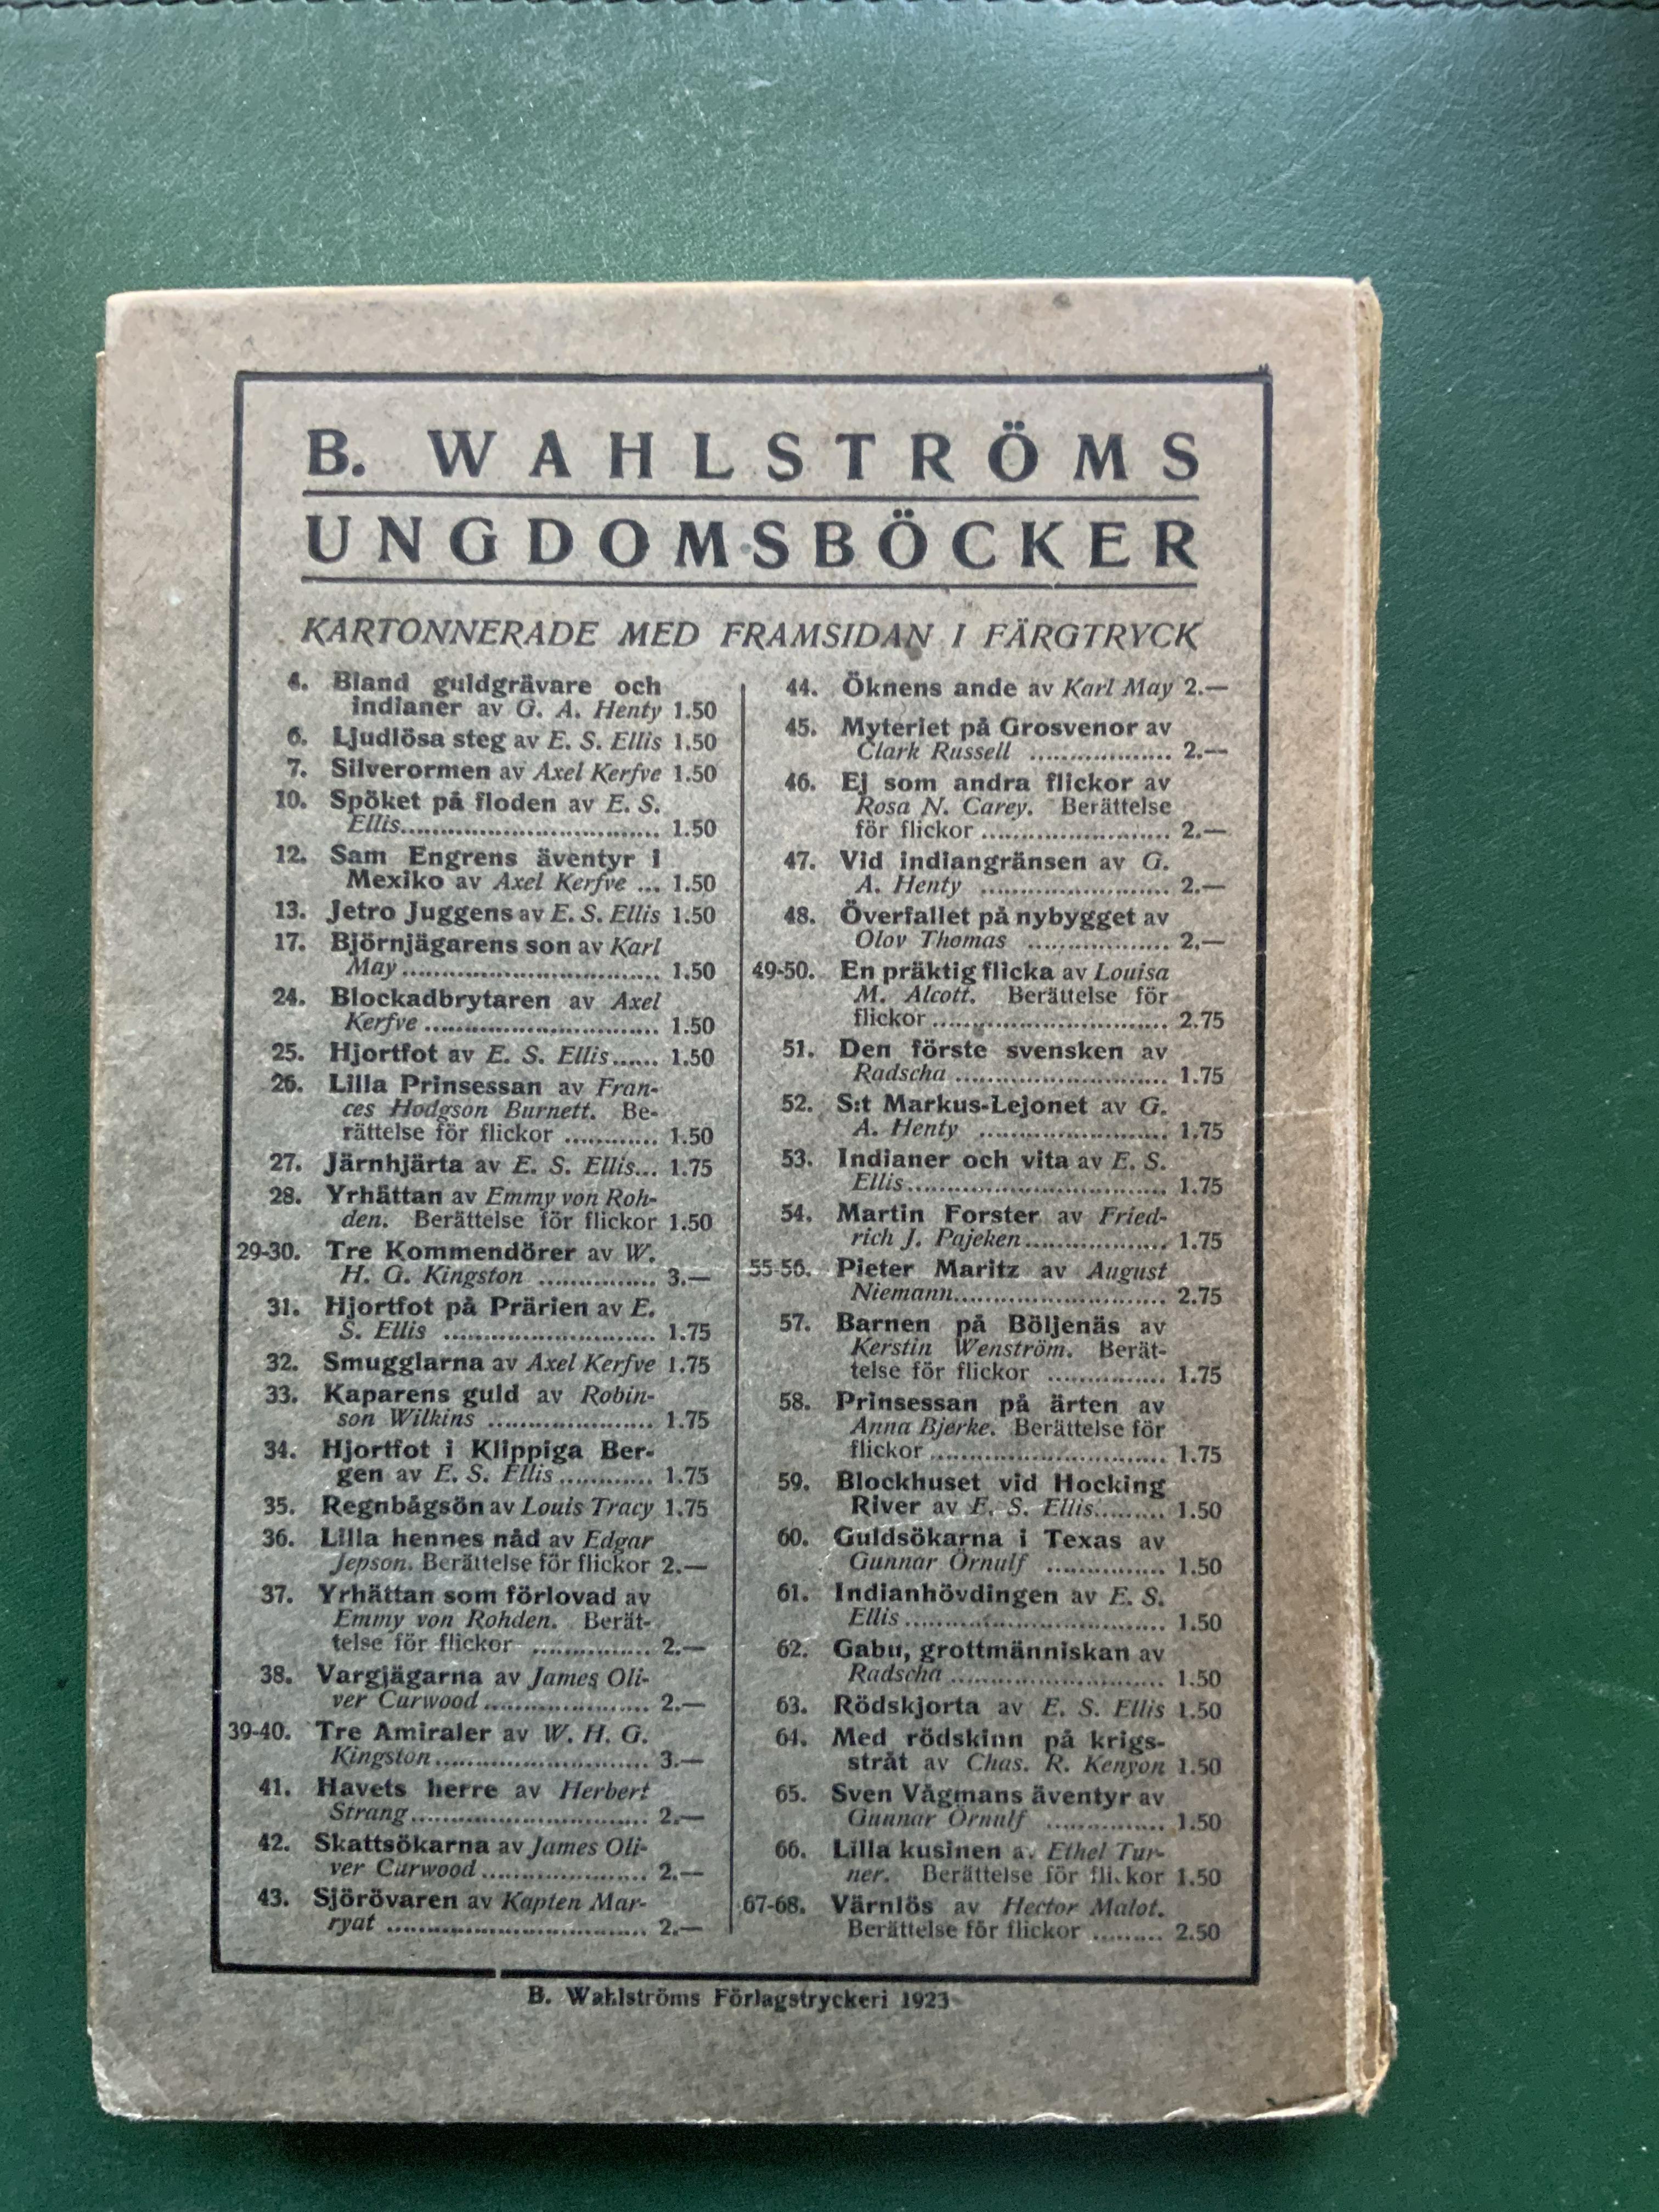 B. WAHLSTRÖMS
UNGDOMSBÖCKER
KARTONNERADE MED FRAMSIDAN I FÄRGTRYCK
4. Bland guldgrävare och
indianer av G. A. Henty 1.50
6. Ljudlösa steg av E. S. Ellis 1.50
7. Silverormen av Axel Kerfve 1.50
10. Spöket på floden av E. S.
Ellis................................ 1.50
12. Sam Engrens äventyr i
Mexiko av Axel Kerfve ... 1.50
13. Jetro Juggens av E. S. Ellis 1.50
17. Björnjägarens son av Karl
May................................ 1.50
24. Blockadbrytaren av Axel
Kerfve............................. 1.50
25. Hjortfot av E. S. Ellis...... 1.50
26. Lilla Prinsessan av Fran-
ces Hodgson Burnett. Be-
rättelse för flickor ............ 1.50
27. Järnhjärta av E. S. Ellis... 1.75
28. Yrhättan av Emmy von Roh-
den. Berättelse för flickor 1.50
29-30. Tre Kommendörer av W.
H. G. Kingston ............... 3.—
31. Hjortfot på Prärien av E.
S. Ellis .......................... 1.75
32. Smugglarna av Axel Kerfve 1.75
33. Kaparens guld av Robin-
son Wilkins ..................... 1.75
34. Hjortfot i Klippiga Ber-
gen av E. S. Ellis............ 1.75
35. Regnbågsön av Louis Tracy 1.75
36. Lilla hennes nåd av Edgar
Jepson. Berättelse för flickor 2.—
37. Yrhättan som förlovad av
Emmy von Rohden. Berät-
telse för flickor ............... 2.—
38. Vargjägarna av James Oli-
ver Curwood..................... 2.—
39-40. Tre Amiraler av W. H. G.
Kingston........................... 3.—
41. Havets herre av Herbert
Strang............................. 2.—
42. Skattsökarna av James Oli-
ver Curwood..................... 2.—
43. Sjörövaren av Kapten Mar-
ryat ................................ 2.—
44. Öknens ande av Karl May 2.—
45. Myteriet på Grosvenor av
Clark Russell .................. 2.—
46. Ej som andra flickor av
Rosa N. Carey. Berättelse
för flickor........................ 2.—
47. Vid indiangränsen av G.
A. Henty ........................ 2.—
48. Överfallet på nybygget av
Olov Thomas .................. 2.—
49-50. En präktig flicka av Louisa
M. Alcott. Berättelse för
flickor.............................. 2.75
51. Den förste svensken av
Radscha........................... 1.75
52. S:t Markus-Lejonet av G.
A. Henty ........................ 1.75
53. Indianer och vita av E. S.
Ellis................................. 1.75
54. Martin Forster av Fried-
rich J. Pajeken.................. 1.75
55-56. Pieter Maritz av August
Niemann........................... 2.75
57. Barnen på Böljenäs av
Kerstin Wenström. Berät-
telse för flickor ............... 1.75
58. Prinsessan på ärten av
Anna Bjerke. Berättelse för
flickor.............................. 1.75
59. Blockhuset vid Hocking
River av E. S. Ellis......... 1.50
60. Guldsökarna i Texas av
Gunnar Örnulf ............... 1.50
61. Indianhövdingen av E. S.
Ellis................................. 1.50
62. Gabu, grottmänniskan av
Radscha........................... 1.50
63. Rödskjorta av E. S. Ellis 1.50
64. Med rödskinn på krigs-
stråt av Chas. R. Kenyon 1.50
65. Sven Vågmans äventyr av
Gunnar Örnulf ............... 1.50
66. Lilla kusinen av Ethel Tur-
ner. Berättelse för flickor 1.50
67-68. Värnlös av Hector Malot.
Berättelse för flickor ......... 2.50
B. Wahlströms Förlagstryckeri 1923